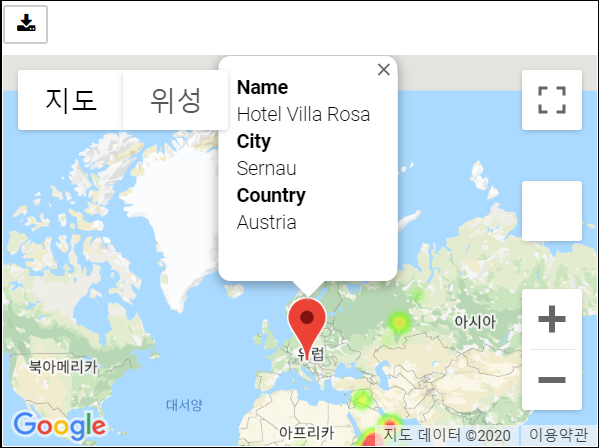 지도
위성
Name
Hotel Villa Rosa
City
Sernau
Country
Austria
아시아
유럽
북아메리카
대서양
아프리카
Google
지도 데이터 ©2020
이용약관